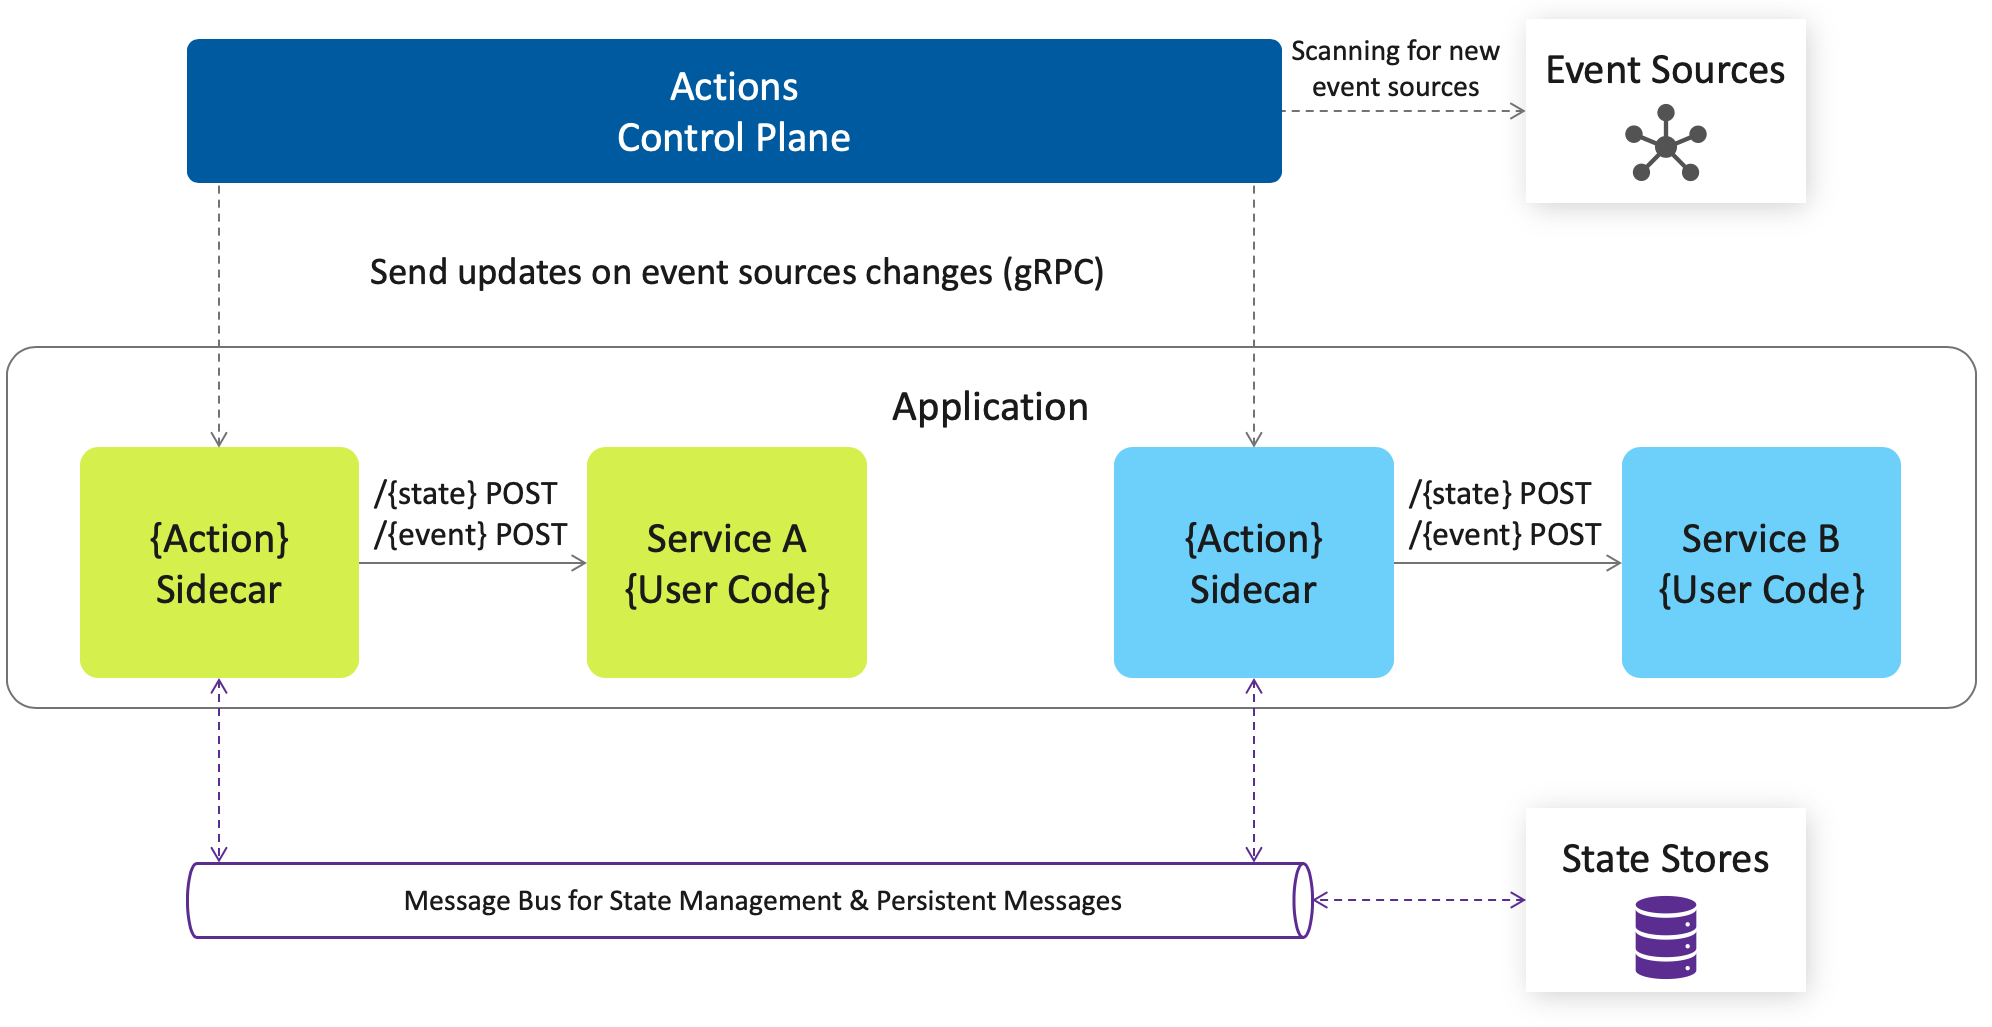 Actions
Control Plane
Scanning for new
event sources
Event Sources
Send updates on event sources changes (gRPC)
Application
{Action}
Sidecar
/{state} POST
/{event} POST
Service A
{User Code}
{Action}
Sidecar
/{state} POST
/{event} POST
Service B
{User Code}
Message Bus for State Management & Persistent Messages
State Stores